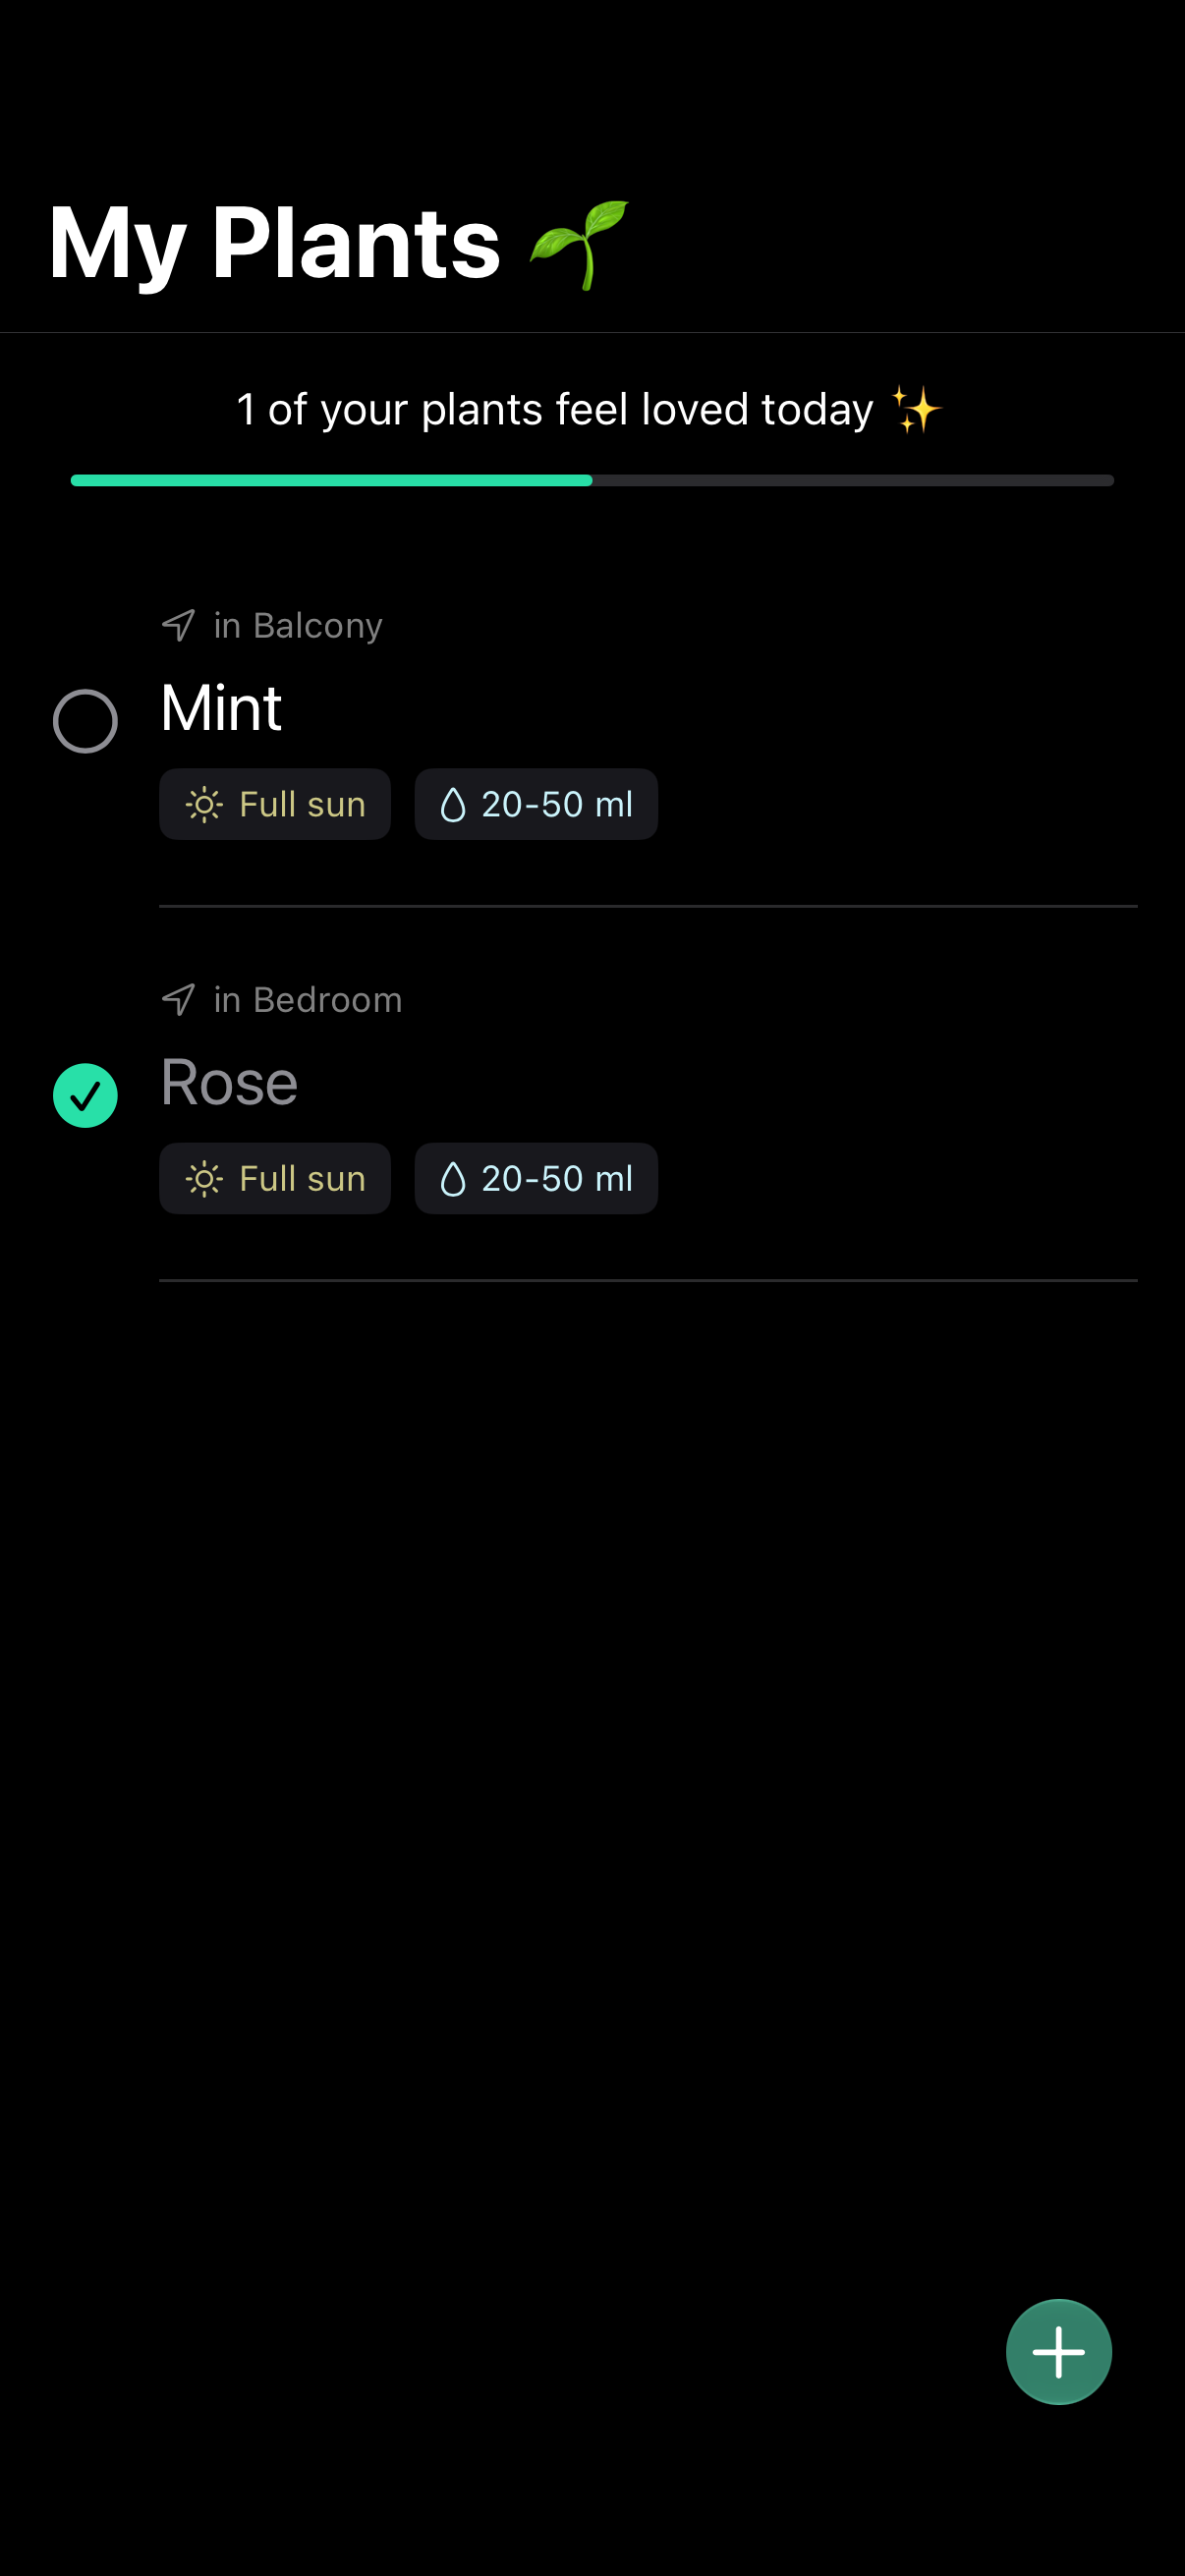 My Plants 🌱
1 of your plants feel loved today ✨
in Balcony
Mint
Full sun 20-50 ml
in Bedroom
Rose
Full sun 20-50 ml